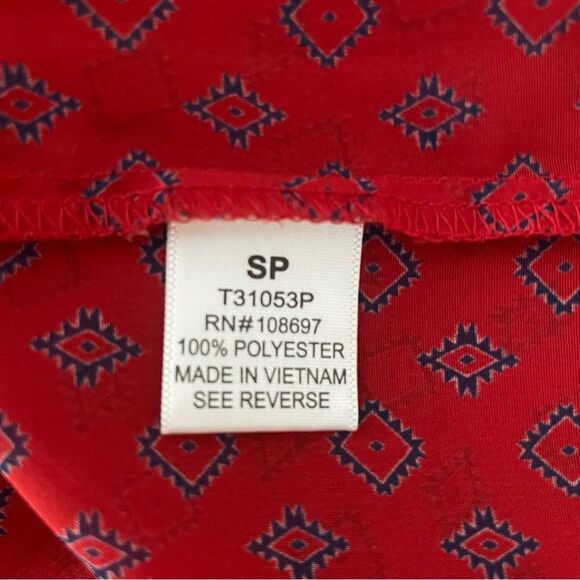 SP
T31053P
RN#108697
100% POLYESTER
MADE IN VIETNAM
SEE REVERSE